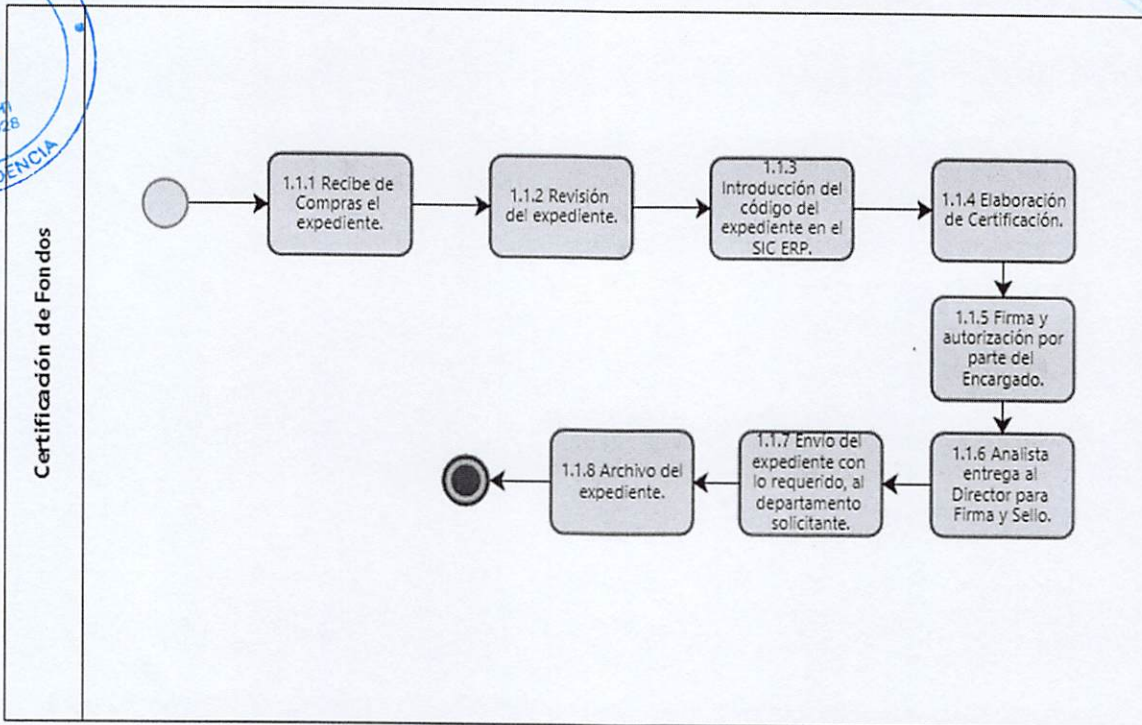 28
Certificación de Fondos
1.1.1 Recibe de
Compras el
expediente.
1.1.2 Revisión
del expediente.
1.1.3
Introducción del
código del
expediente en el
SIC ERP.
1.1.4 Elaboración
de Certificación.
1.1.5 Firma y
autorización por
parte del
Encargado.
1.1.6 Analista
entrega al
Director para
Firma y Sello.
1.1.7 Envío del
expediente con
lo requerido, al
departamento
solicitante.
1.1.8 Archivo del
expediente.